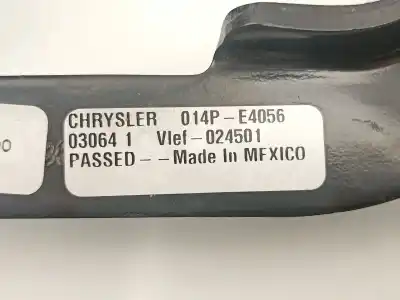 CHRYSLER 014P-E4056
03064 1 Vlef-024501
PASSED--Made In MEXICO